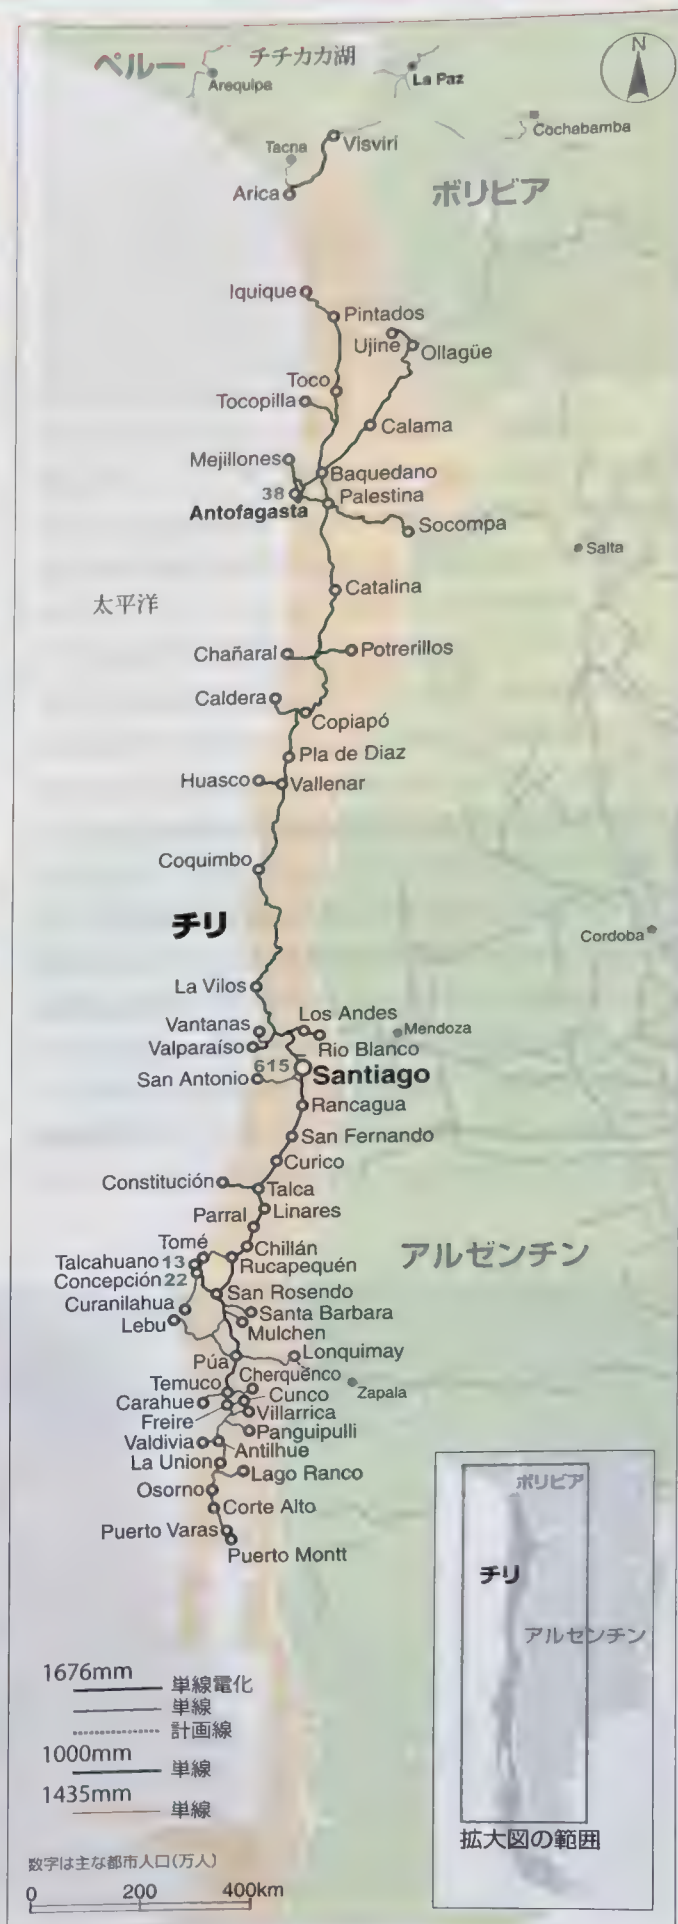 N
ペルー
チチカカ湖
Arequipa
La Paz
Cochabamba
Visviri
Tacna
Arica
ボリビア
Iquique
Pintados
Ujine
Ollagüe
Toco
Tocopilla
Calama
Mejillones
Baquedano
38
Palestina
Antofagasta
Socompa
Salta
Catalina
太平洋
Chañaral
Potrerillos
Caldera
Copiapó
Pla de Diaz
Huasco
Vallenar
Coquimbo
チリ
Cordoba
La Vilos
Los Andes
Vantanas
Mendoza
Valparaíso
Rio Blanco
615
Santiago
San Antonio
Rancagua
San Fernando
Curico
Constitución
Talca
Linares
Parral
Chillán
アルゼンチン
Tomé
Rucapequén
Talcahuano 13
Concepción 22
San Rosendo
Curanilahua
Santa Barbara
Lebu
Mulchen
Púa
Lonquimay
Cherquenco
Temuco
Zapala
Carahue
Cunco
Freire
Villarrica
Panguipulli
Valdivia
Antilhue
La Union
Lago Ranco
Osorno
Corte Alto
Puerto Varas
Puerto Montt
ボリビア
チリ
アルゼンチン
拡大図の範囲
1676mm
単線電化
単線
計画線
1000mm
単線
1435mm
単線
数字は主な都市人口(万人)
0 200 400km